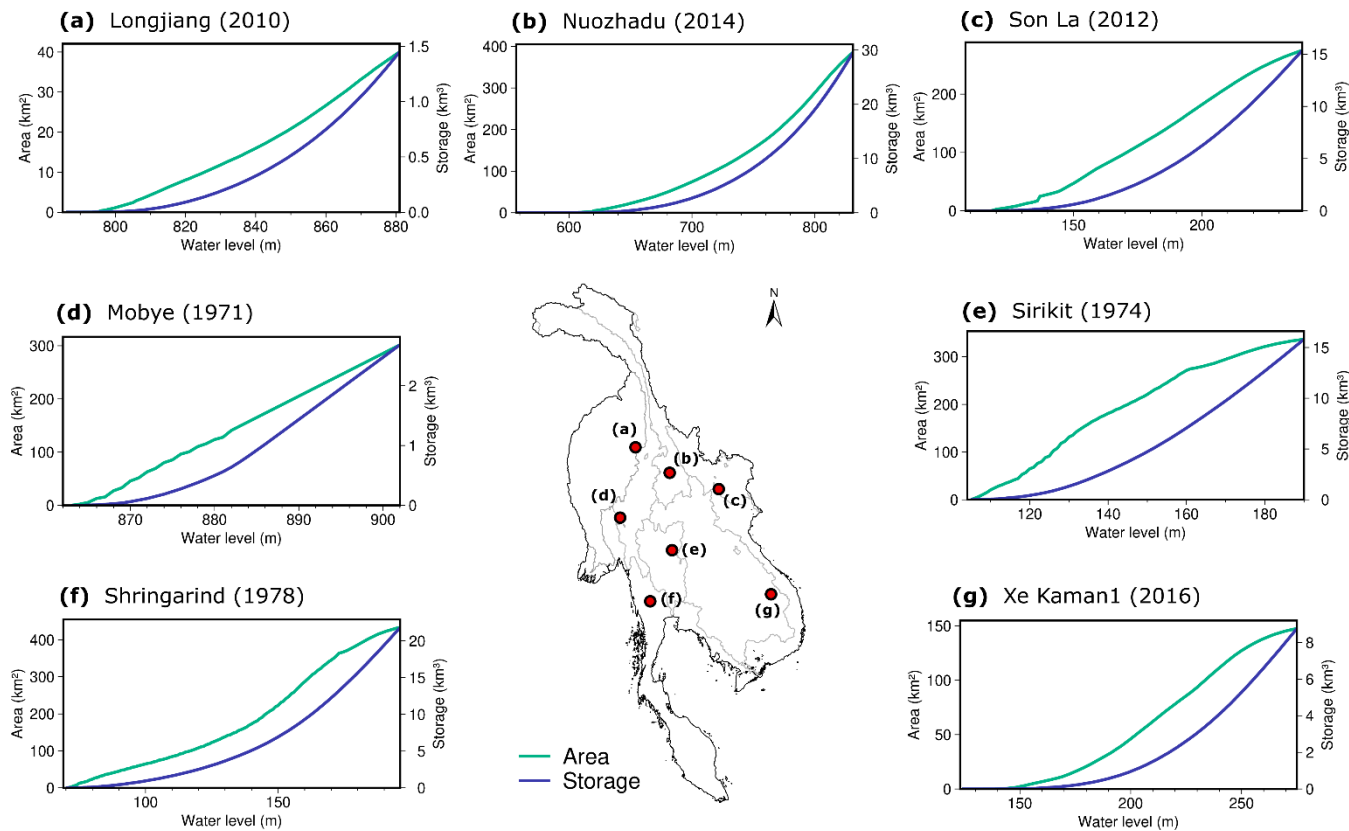 (a) Longjiang (2010)
40
30
20
10
0
Area (km²)
1.5
1.0
0.5
0.0
Storage (km³)
800 820 840 860 880
Water level (m)
(b) Nuozhadu (2014)
400
300
200
100
0
Area (km²)
30
20
10
0
Storage (km³)
600 700 800
Water level (m)
(c) Son La (2012)
200
100
0
Area (km²)
15
10
5
0
Storage (km³)
150 200
Water level (m)
(d) Mobye (1971)
300
200
100
0
Area (km²)
2
1
0
Storage (km³)
870 880 890 900
Water level (m)
N
(a)
(b)
(c)
(d)
(e)
(f)
(g)
Area
Storage
(e) Sirikit (1974)
300
200
100
0
Area (km²)
15
10
5
0
Storage (km³)
120 140 160 180
Water level (m)
(f) Shringarind (1978)
400
300
200
100
0
Area (km²)
20
15
10
5
0
Storage (km³)
100 150
Water level (m)
(g) Xe Kaman1 (2016)
150
100
50
0
Area (km²)
8
6
4
2
0
Storage (km³)
150 200 250
Water level (m)